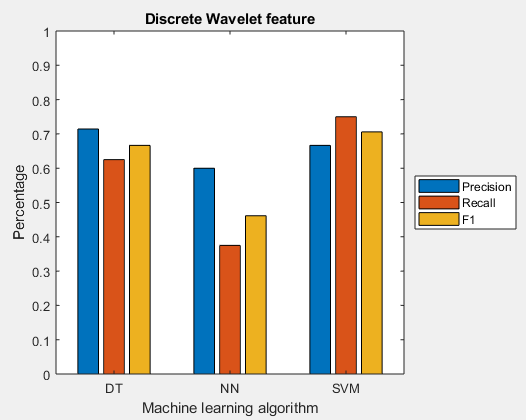 Discrete Wavelet feature
1
0.9
0.8
0.7
0.6
0.5
0.4
0.3
0.2
0.1
0
Percentage
DT NN SVM
Machine learning algorithm
Precision
Recall
F1